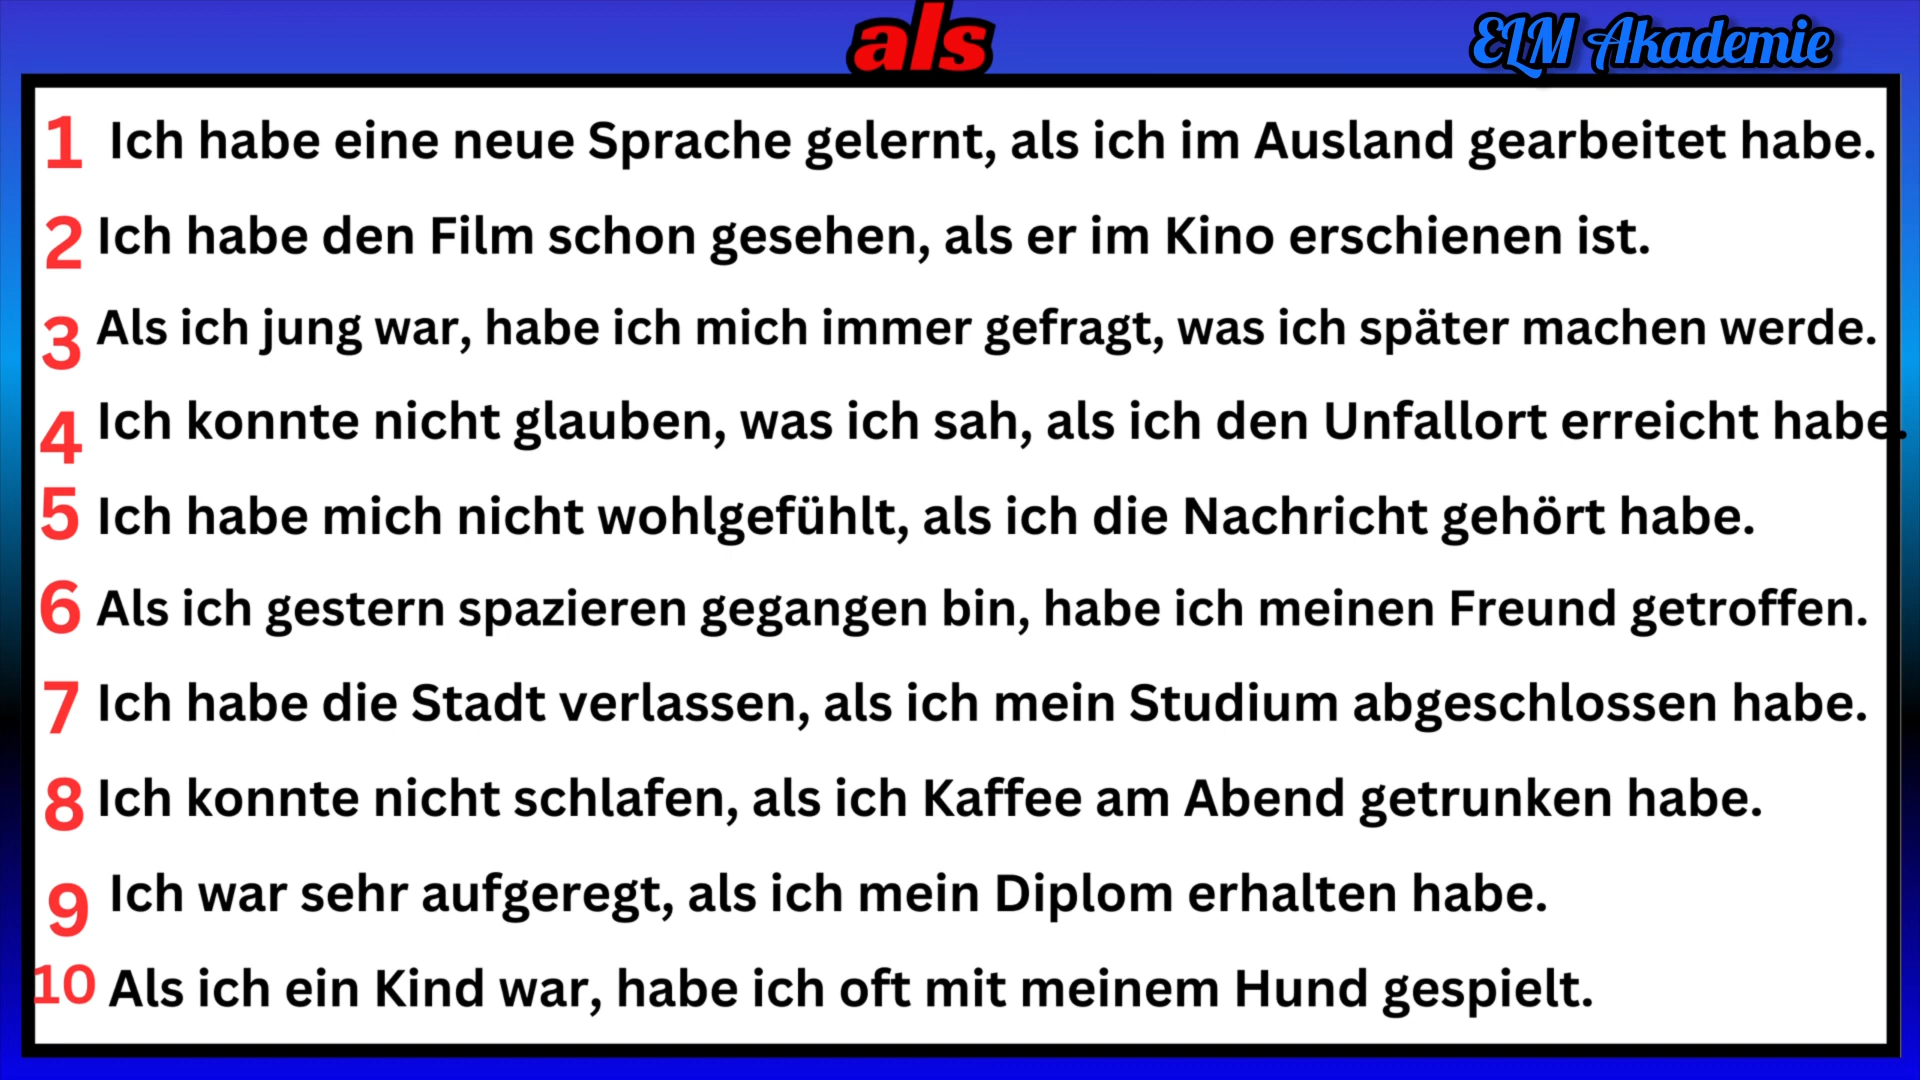 als
ELM Akademie
1 Ich habe eine neue Sprache gelernt, als ich im Ausland gearbeitet habe.
2 Ich habe den Film schon gesehen, als er im Kino erschienen ist.
3 Als ich jung war, habe ich mich immer gefragt, was ich später machen werde.
4 Ich konnte nicht glauben, was ich sah, als ich den Unfallort erreicht habe.
5 Ich habe mich nicht wohlgefühlt, als ich die Nachricht gehört habe.
6 Als ich gestern spazieren gegangen bin, habe ich meinen Freund getroffen.
7 Ich habe die Stadt verlassen, als ich mein Studium abgeschlossen habe.
8 Ich konnte nicht schlafen, als ich Kaffee am Abend getrunken habe.
9 Ich war sehr aufgeregt, als ich mein Diplom erhalten habe.
10 Als ich ein Kind war, habe ich oft mit meinem Hund gespielt.